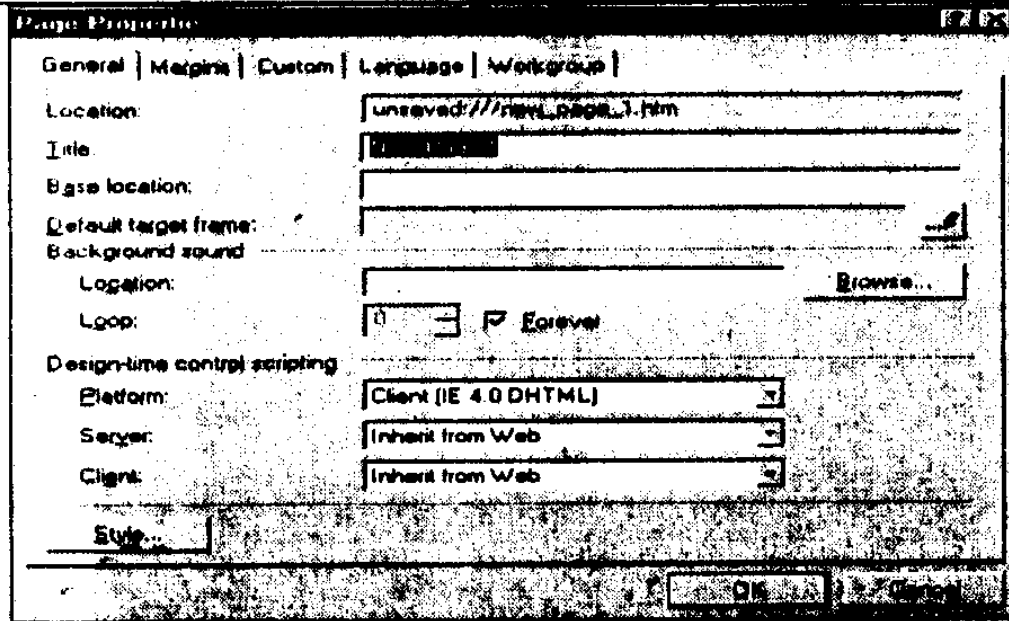 Page Properties
General Margins Custom Language Workgroup
Location: unsaved:///new_page_1.htm
Title
Base location:
Default target frame:
Background sound
Location: Browse...
Loop: 0 Forever
Design-time control scripting
Platform: Client (IE 4.0 DHTML)
Server: Inherit from Web
Client: Inherit from Web
Style...
OK Cancel